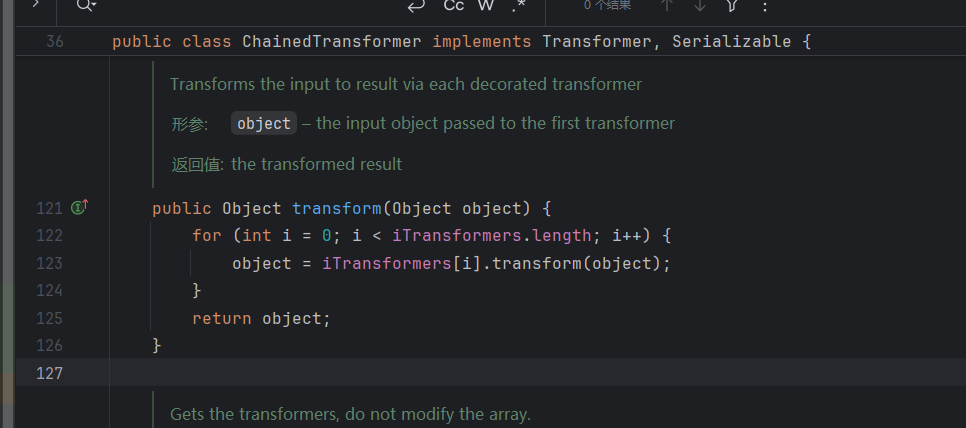 Cc W .*
0 个结果
36 public class ChainedTransformer implements Transformer, Serializable {
Transforms the input to result via each decorated transformer
形参: object – the input object passed to the first transformer
返回值: the transformed result
121 public Object transform(Object object) {
122 for (int i = 0; i < iTransformers.length; i++) {
123 object = iTransformers[i].transform(object);
124 }
125 return object;
126 }
127
Gets the transformers, do not modify the array.